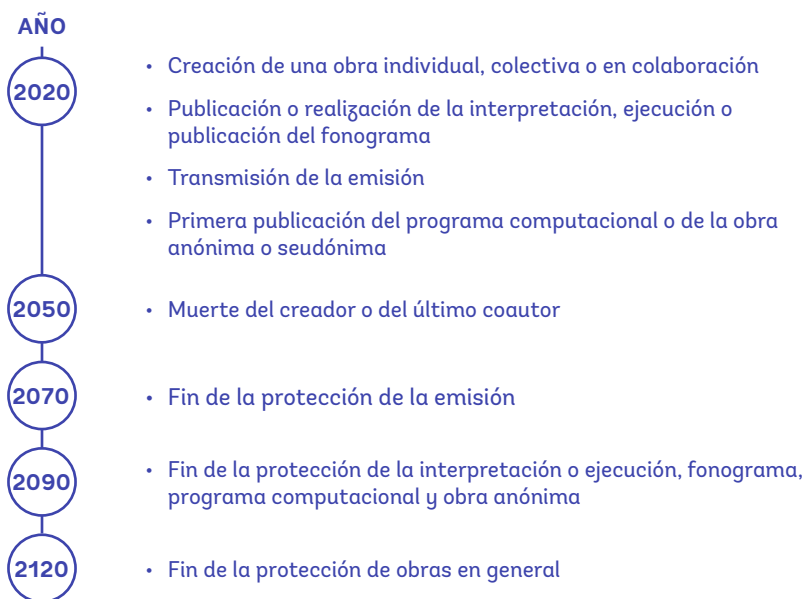 AÑO
2020
• Creación de una obra individual, colectiva o en colaboración
• Publicación o realización de la interpretación, ejecución o
publicación del fonograma
• Transmisión de la emisión
• Primera publicación del programa computacional o de la obra
anónima o seudónima
2050
• Muerte del creador o del último coautor
2070
• Fin de la protección de la emisión
2090
• Fin de la protección de la interpretación o ejecución, fonograma,
programa computacional y obra anónima
2120
• Fin de la protección de obras en general